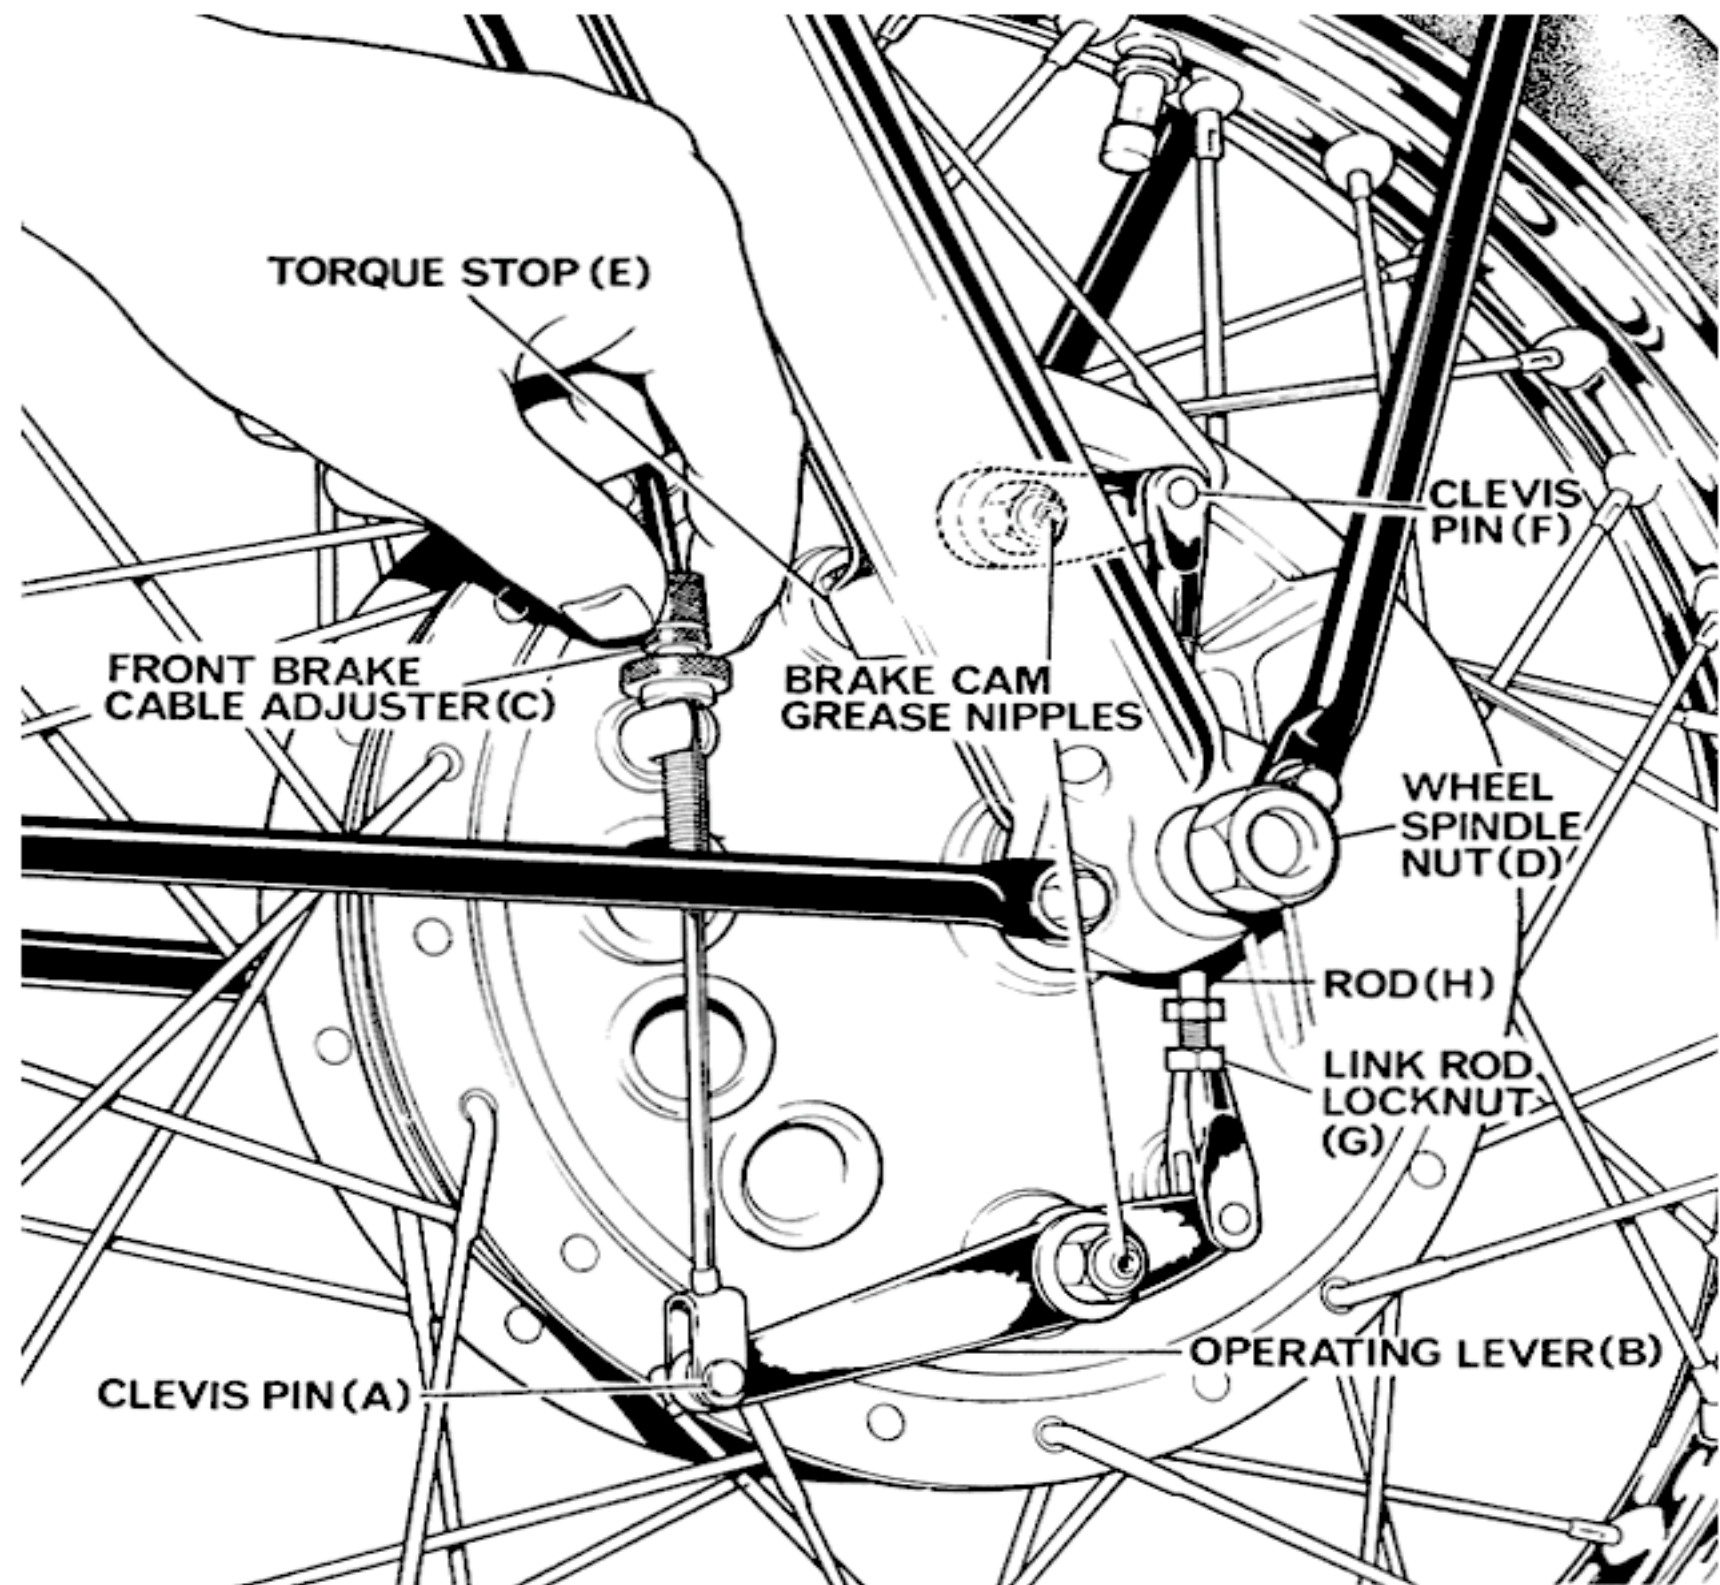 TORQUE STOP (E)
CLEVIS
PIN (F)
FRONT BRAKE
CABLE ADJUSTER (C)
BRAKE CAM
GREASE NIPPLES
WHEEL
SPINDLE
NUT (D)
ROD (H)
LINK ROD
LOCKNUT
(G)
OPERATING LEVER (B)
CLEVIS PIN (A)